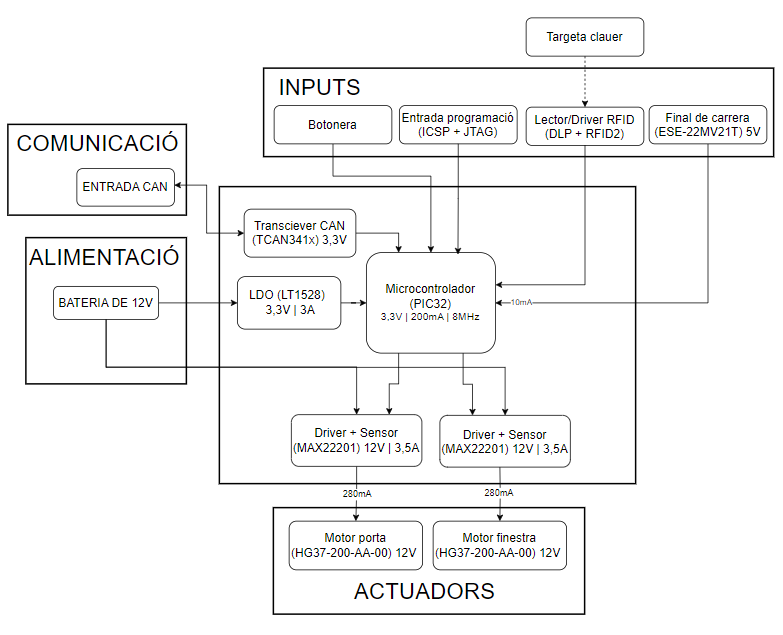 Targeta clauer
INPUTS
Botonera
Entrada programació
(ICSP + JTAG)
Lector/Driver RFID
(DLP + RFID2)
Final de carrera
(ESE-22MV21T) 5V
COMUNICACIÓ
ENTRADA CAN
Transciever CAN
(TCAN341x) 3,3V
ALIMENTACIÓ
BATERIA DE 12V
LDO (LT1528)
3,3V | 3A
Microcontrolador
(PIC32)
3,3V | 200mA | 8MHz
10mA
Driver + Sensor
(MAX22201) 12V | 3,5A
Driver + Sensor
(MAX22201) 12V | 3,5A
280mA
280mA
Motor porta
(HG37-200-AA-00) 12V
Motor finestra
(HG37-200-AA-00) 12V
ACTUADORS